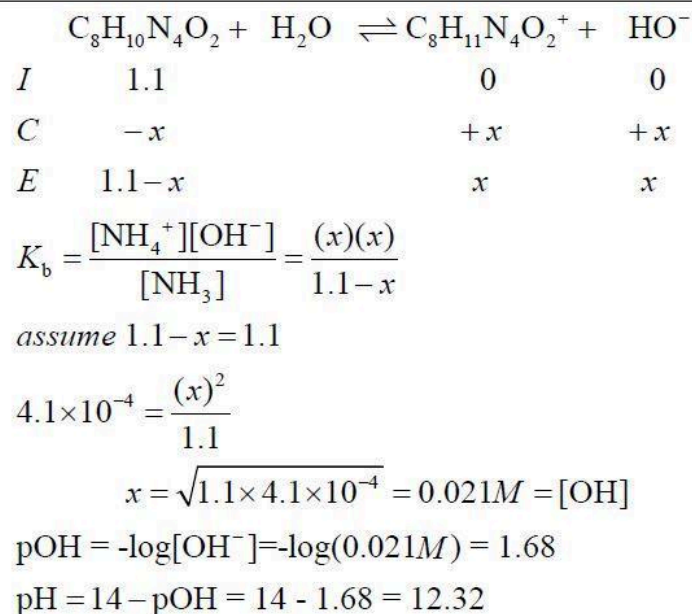 C₈H₁₀N₄O₂ + H₂O ⇌ C₈H₁₁N₄O₂⁺ + HO⁻
I 1.1 0 0
C −x +x +x
E 1.1−x x x
K_b = [NH₄⁺][OH⁻] / [NH₃] = (x)(x) / 1.1−x
assume 1.1−x = 1.1
4.1×10⁻⁴ = (x)² / 1.1
x = √1.1×4.1×10⁻⁴ = 0.021M = [OH]
pOH = -log[OH⁻]=-log(0.021M) = 1.68
pH = 14 − pOH = 14 - 1.68 = 12.32